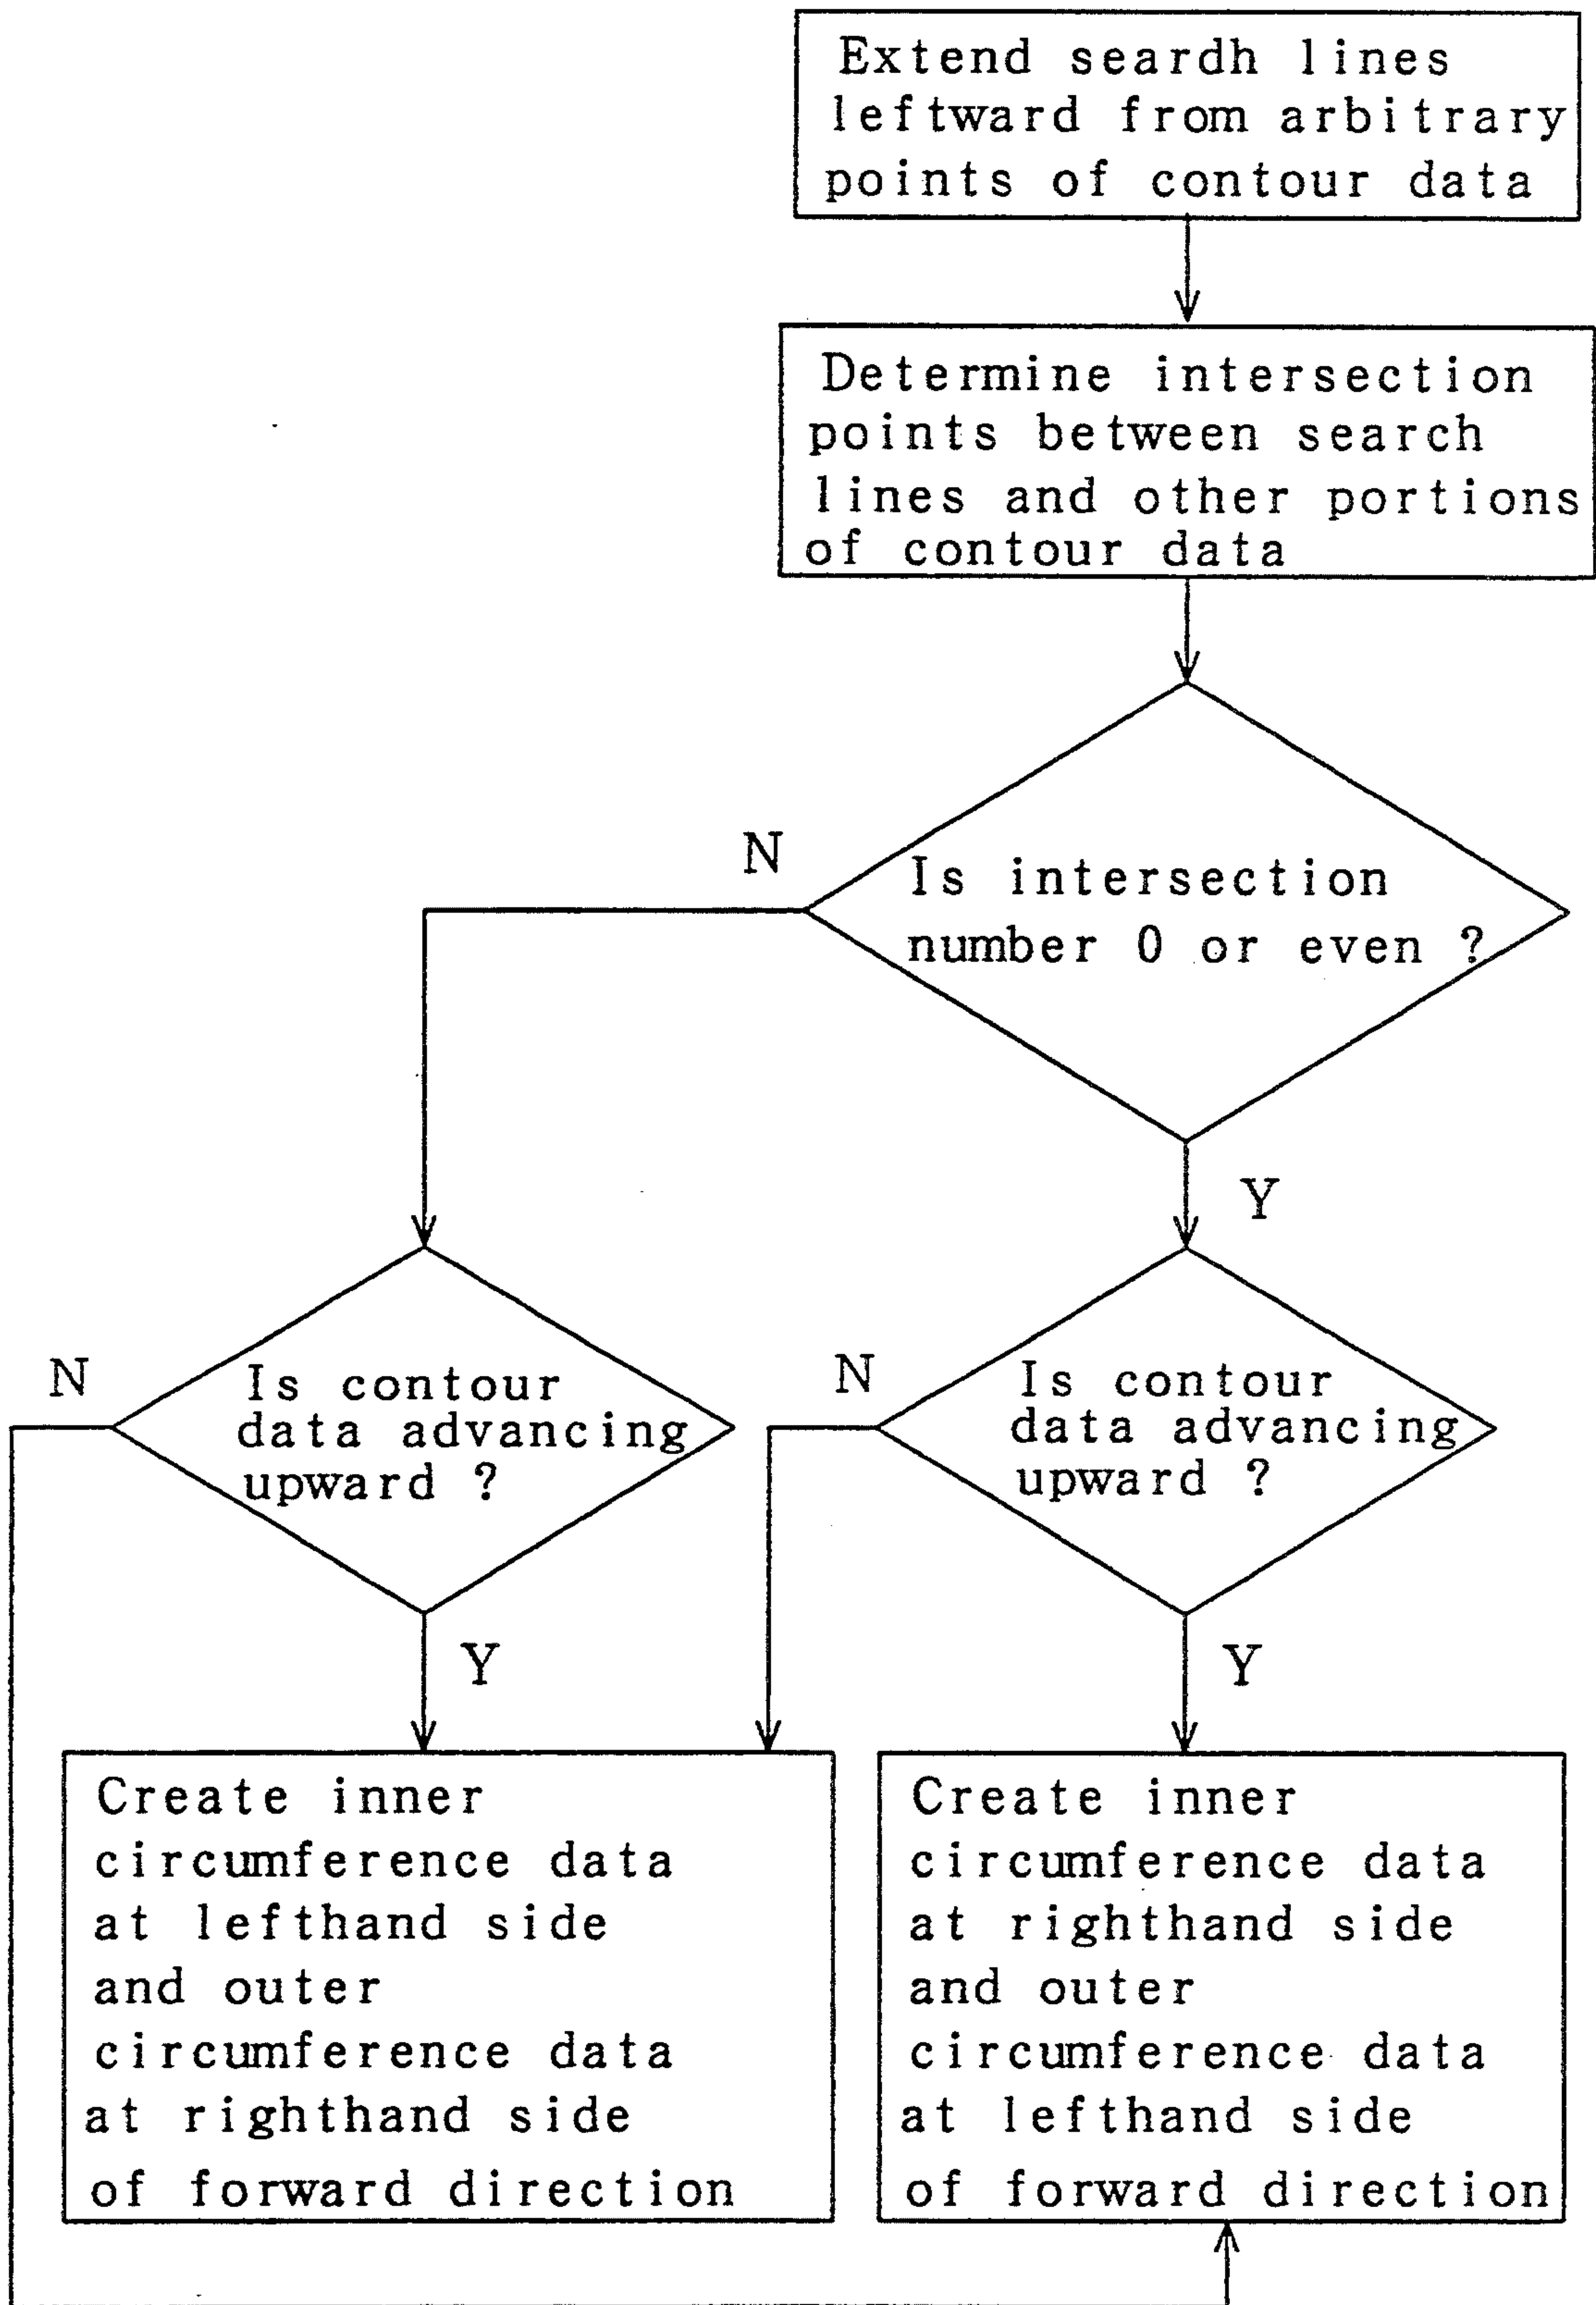 Extend seardh lines
leftward from arbitrary
points of contour data
Determine intersection
points between search
lines and other portions
of contour data
N
Is intersection
number 0 or even ?
Y
N
Is contour
data advancing
upward ?
Y
N
Is contour
data advancing
upward ?
Y
Create inner
circumference data
at lefthand side
and outer
circumference data
at righthand side
of forward direction
Create inner
circumference data
at righthand side
and outer
circumference data
at lefthand side
of forward direction